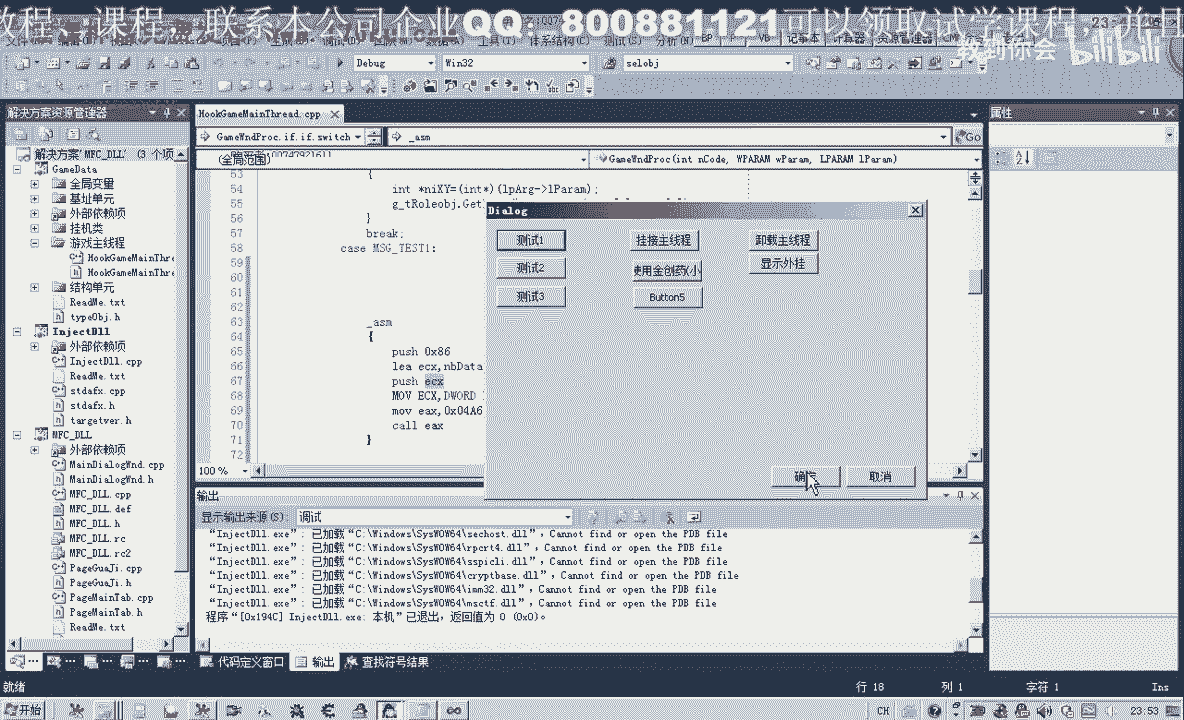 教程、课程，联系本公司企业QQ：800881121可以领取试学课程，并且
教到你会 bilibili
Debug Win32 selobj
解决方案资源管理器
解决方案'MFC_DLL' (3 个项
GameData
全局变量
基址单元
外部依赖项
挂机类
游戏主线程
HookGameMainThre
HookGameMainThre
结构单元
ReadMe.txt
typeObj.h
InjectDll
外部依赖项
InjectDll.cpp
ReadMe.txt
stdafx.cpp
stdafx.h
targetver.h
MFC_DLL
外部依赖项
MainDialogWnd.cpp
MainDialogWnd.h
MFC_DLL.cpp
MFC_DLL.def
MFC_DLL.h
MFC_DLL.rc
MFC_DLL.rc2
PageGuaJi.cpp
PageGuaJi.h
PageMainTab.cpp
PageMainTab.h
ReadMe.txt
HookGameMainThread.cpp
GameWndProc.if.if.switch _asm Go
(全局范围) GameWndProc(int nCode, WPARAM wParam, LPARAM lParam)
53 {
54 int *niXY=(int*)(lpArg->lParam);
55 g_tRoleobj.Get
56 }
57 break;
58 case MSG_TEST1:
59
60
61
62
63 _asm
64 {
65 push 0x86
66 lea ecx,nbData
67 push ecx
68 MOV ECX,DWORD
69 mov eax,0x04A6
70 call eax
71 }
72
100 %
Dialog
测试1 挂接主线程 卸载主线程
测试2 使用金创药(小 显示外挂
测试3 Button5
确定 取消
属性
输出
显示输出来源(S): 调试
“InjectDll.exe”: 已加载“C:\Windows\SysWOW64\sechost.dll”，Cannot find or open the PDB file
“InjectDll.exe”: 已加载“C:\Windows\SysWOW64\rpcrt4.dll”，Cannot find or open the PDB file
“InjectDll.exe”: 已加载“C:\Windows\SysWOW64\sspicli.dll”，Cannot find or open the PDB file
“InjectDll.exe”: 已加载“C:\Windows\SysWOW64\cryptbase.dll”，Cannot find or open the PDB file
“InjectDll.exe”: 已加载“C:\Windows\SysWOW64\imm32.dll”，Cannot find or open the PDB file
“InjectDll.exe”: 已加载“C:\Windows\SysWOW64\msctf.dll”，Cannot find or open the PDB file
程序“[0x194C] InjectDll.exe: 本机”已退出，返回值为 0 (0x0)。
代码定义窗口 输出 查找符号结果
就绪 行 18 列 1 字符 1 Ins
开始 CH 23:53